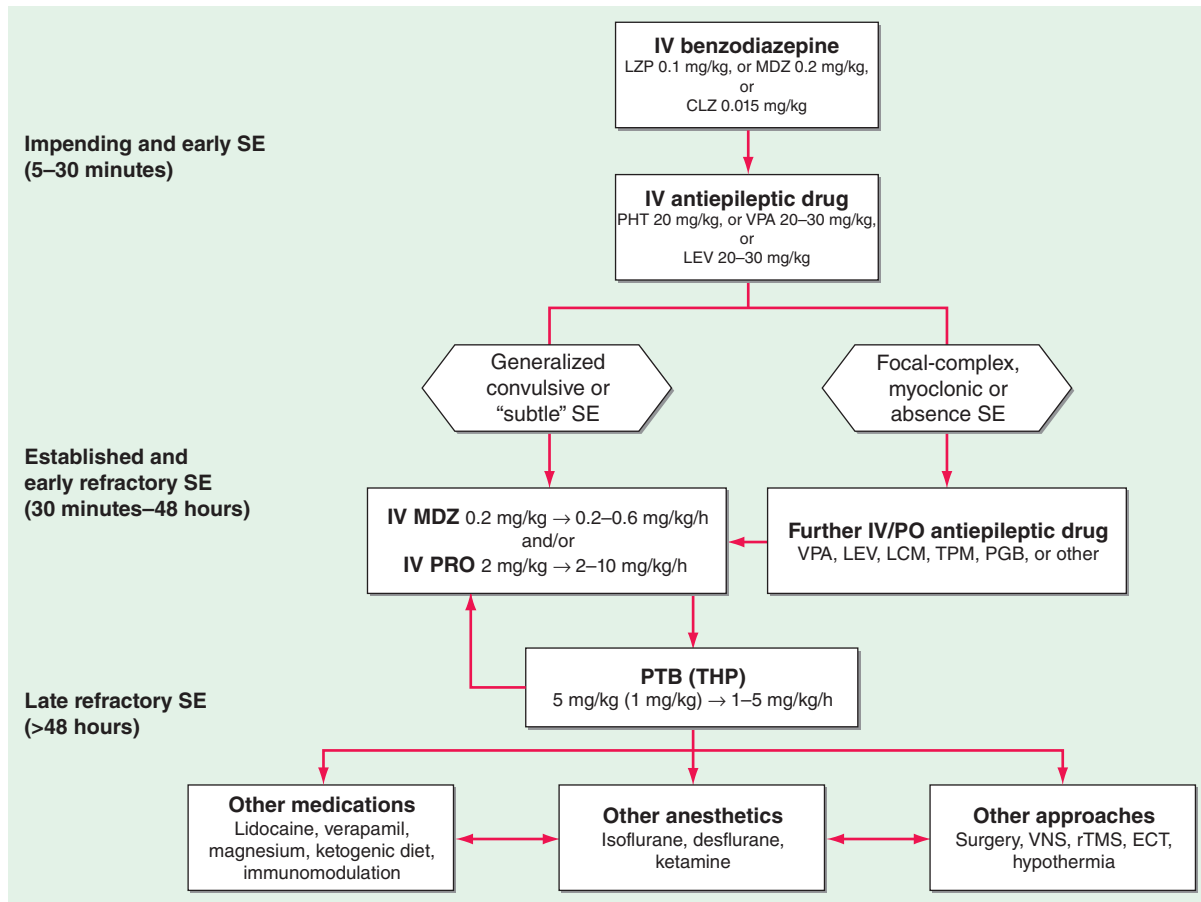 IV benzodiazepine
LZP 0.1 mg/kg, or MDZ 0.2 mg/kg,
or
CLZ 0.015 mg/kg
Impending and early SE
(5–30 minutes)
IV antiepileptic drug
PHT 20 mg/kg, or VPA 20–30 mg/kg,
or
LEV 20–30 mg/kg
Generalized
convulsive or
“subtle” SE
Focal-complex,
myoclonic or
absence SE
Established and
early refractory SE
(30 minutes–48 hours)
IV MDZ 0.2 mg/kg → 0.2–0.6 mg/kg/h
and/or
IV PRO 2 mg/kg → 2–10 mg/kg/h
Further IV/PO antiepileptic drug
VPA, LEV, LCM, TPM, PGB, or other
PTB (THP)
5 mg/kg (1 mg/kg) → 1–5 mg/kg/h
Late refractory SE
(>48 hours)
Other medications
Lidocaine, verapamil,
magnesium, ketogenic diet,
immunomodulation
Other anesthetics
Isoflurane, desflurane,
ketamine
Other approaches
Surgery, VNS, rTMS, ECT,
hypothermia